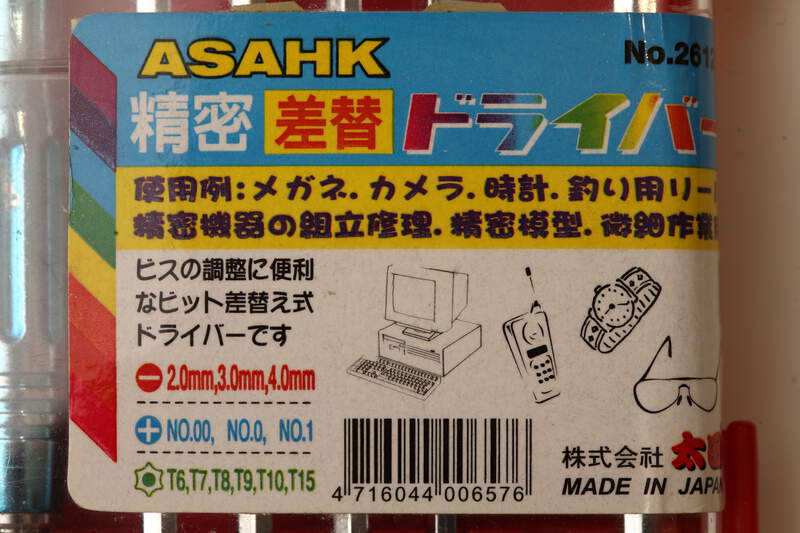 ASAHK
No.2612
精密 差替 ドライバー
使用例:メガネ.カメラ.時計.釣り用リー
精密機器の組立修理.精密模型.微細作業
ビスの調整に便利
なビット差替え式
ドライバーです
2.0mm,3.0mm,4.0mm
NO.00, NO.0, NO.1
T6,T7,T8,T9,T10,T15
4 716044 006576
株式会社 太
MADE IN JAPAN